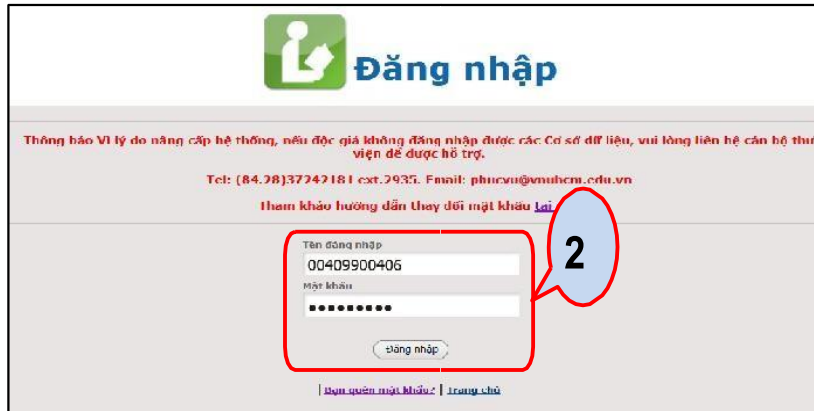 Đăng nhập
Thông báo Vì lý do nâng cấp hệ thống, nếu độc giả không đăng nhập được các Cơ sở dữ liệu, vui lòng liên hệ cán bộ thư
viện để được hỗ trợ.
Tel: (84.28)37242181 ext.2935. Email: phucvu@vnuhcm.edu.vn
Tham khảo hướng dẫn thay đổi mật khẩu tại
Tên đăng nhập
00409900406
2
Mật khẩu
•••••••••
Đăng nhập
| Bạn quên mật khẩu? | Trang chủ